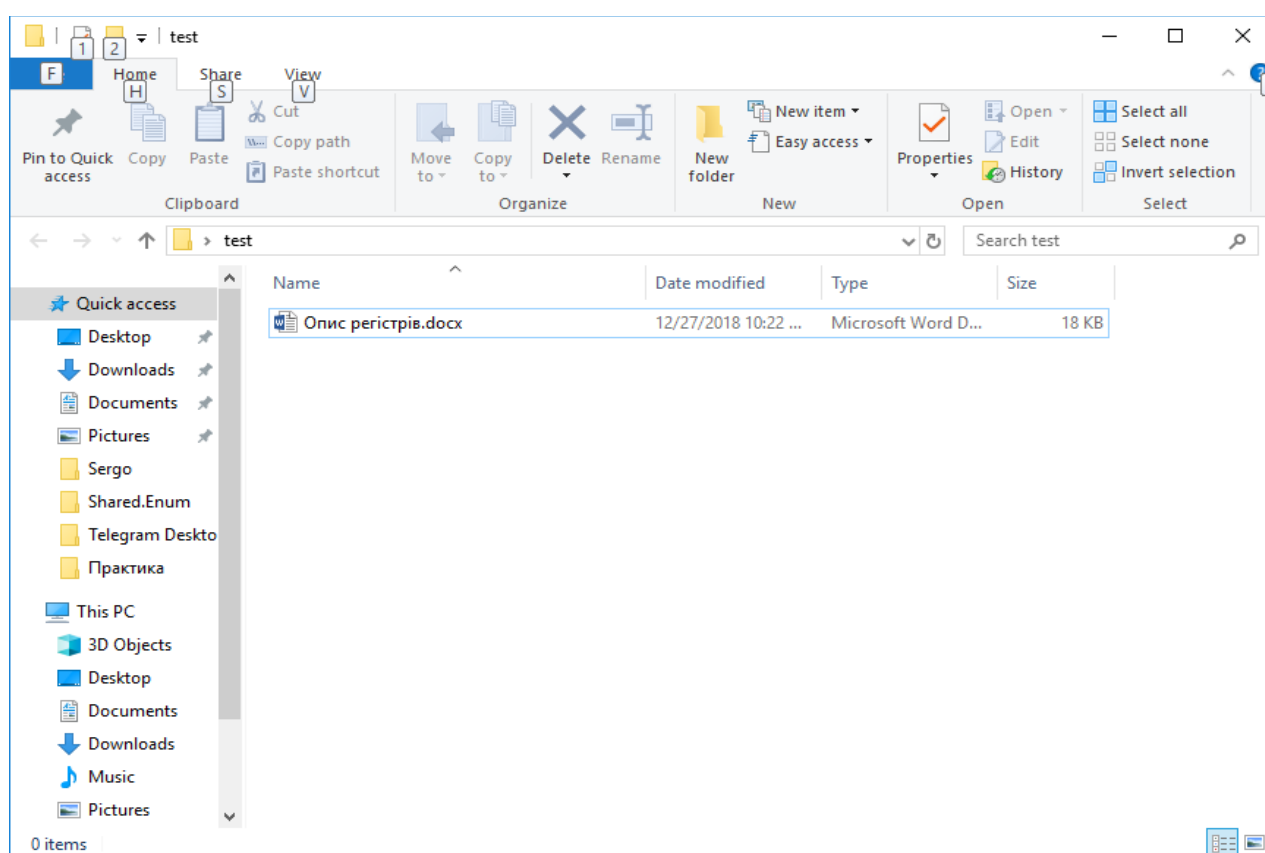 test
1 2
F Home Share View
H S V
Pin to Quick access
Copy
Paste
Cut
Copy path
Paste shortcut
Clipboard
Move to
Copy to
Delete
Rename
Organize
New folder
New item
Easy access
New
Properties
Open
Edit
History
Open
Select all
Select none
Invert selection
Select
test
Search test
Name Date modified Type Size
Опис регістрів.docx 12/27/2018 10:22 ... Microsoft Word D... 18 KB
Quick access
Desktop
Downloads
Documents
Pictures
Sergo
Shared.Enum
Telegram Deskto
Практика
This PC
3D Objects
Desktop
Documents
Downloads
Music
Pictures
0 items